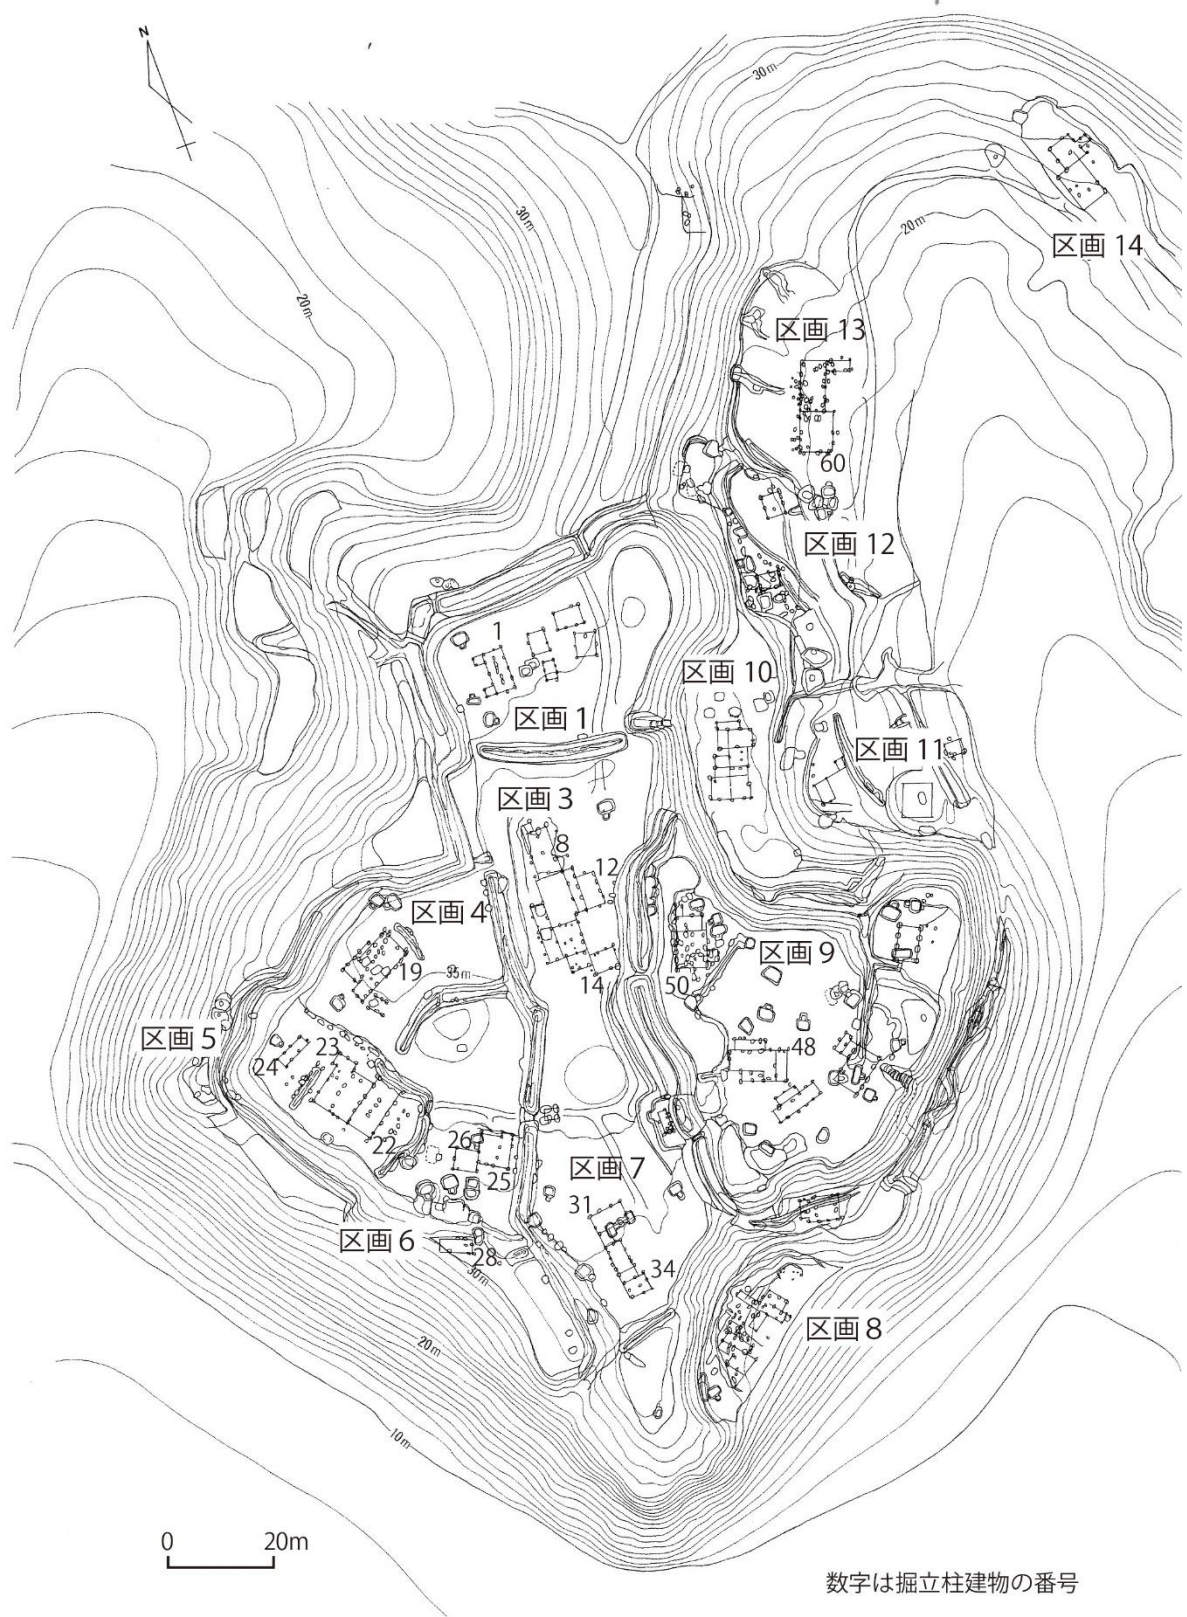 N
30m
30m
20m
20m
区画 14
区画 13
60
区画 12
1
区画 10
区画 1
区画 11
区画 3
8
12
区画 4
19
35m
14
50
区画 9
区画 5
24
23
48
22
26
25
区画 7
31
区画 6
28
30m
34
区画 8
20m
10m
0 20m
数字は掘立柱建物の番号